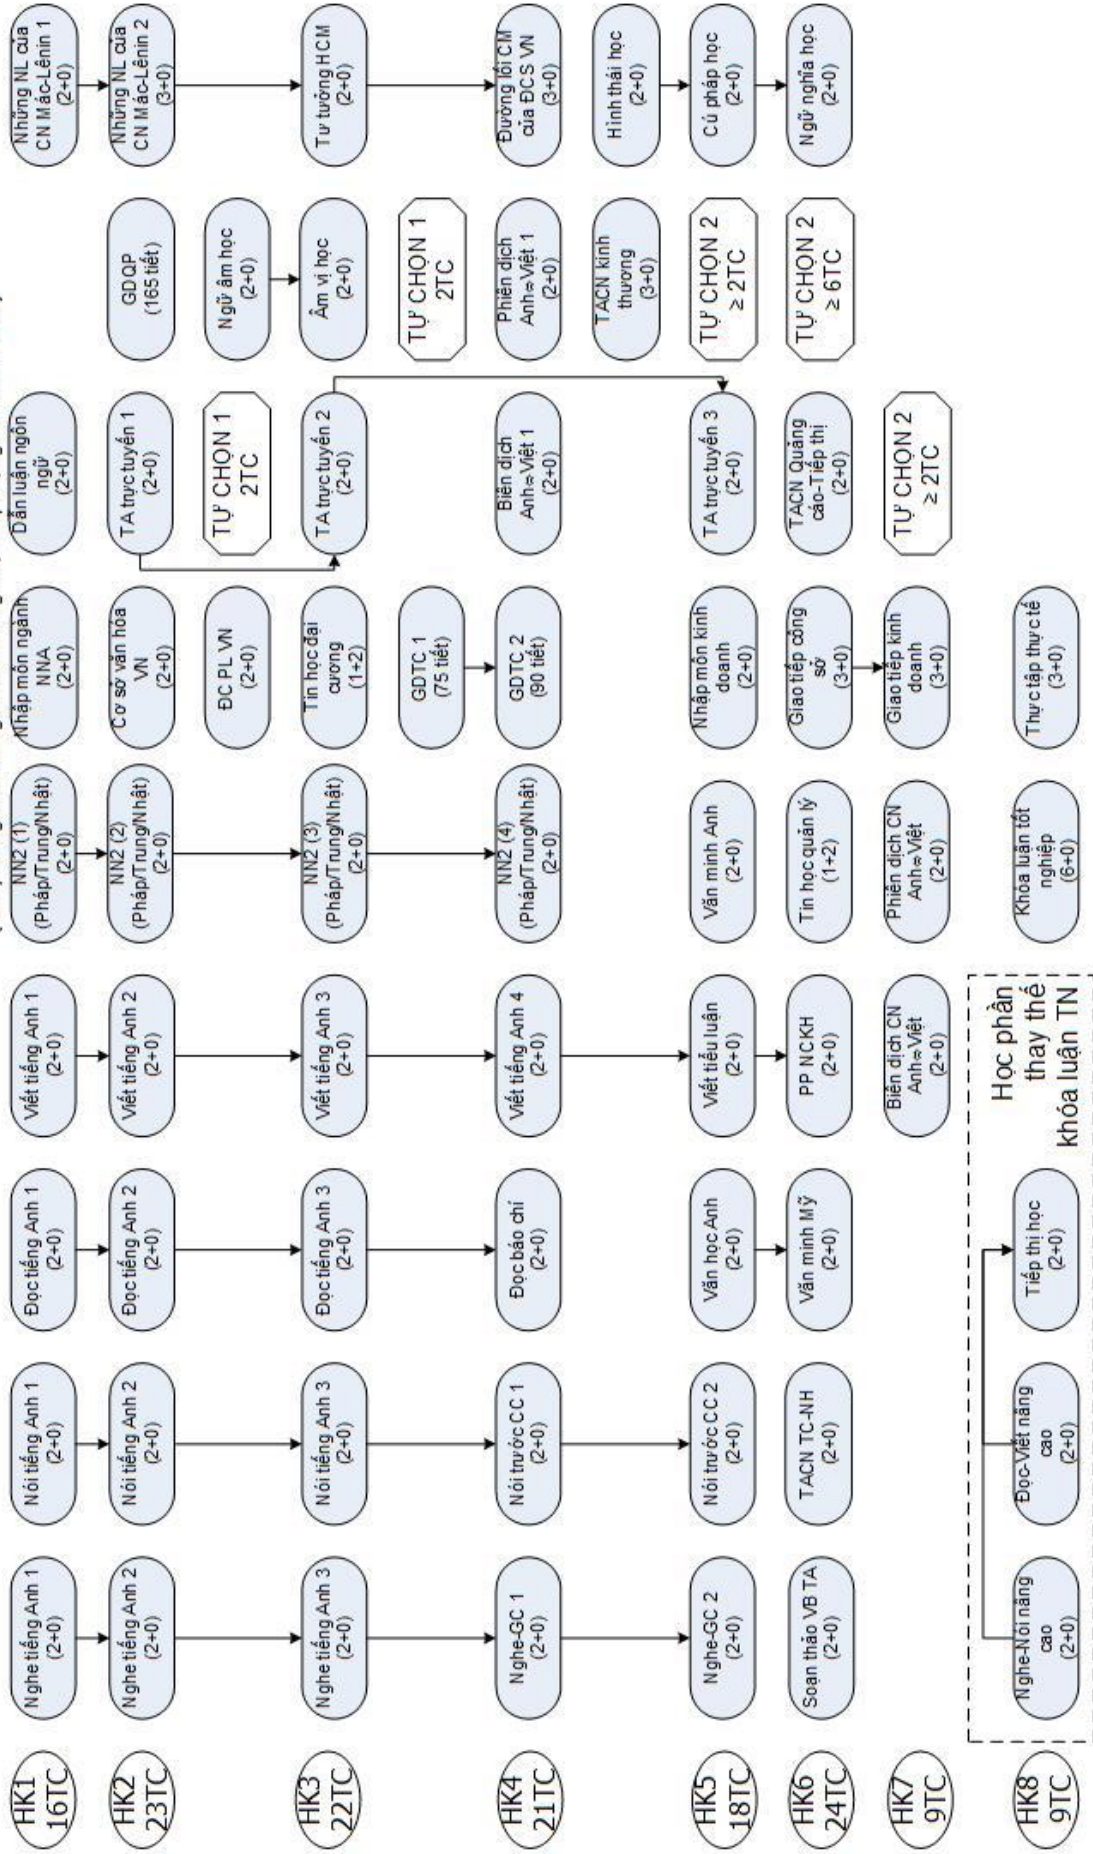 HK1
16TC
Nghe tiếng Anh 1
(2+0)
Nói tiếng Anh 1
(2+0)
Đọc tiếng Anh 1
(2+0)
Viết tiếng Anh 1
(2+0)
NN2 (1)
(Pháp/Trung/Nhật)
(2+0)
Nhập môn ngành
NNA
(2+0)
Dẫn luận ngôn
ngữ
(2+0)
Những NL của
CN Mác-Lênin 1
(2+0)
HK2
23TC
Nghe tiếng Anh 2
(2+0)
Nói tiếng Anh 2
(2+0)
Đọc tiếng Anh 2
(2+0)
Viết tiếng Anh 2
(2+0)
NN2 (2)
(Pháp/Trung/Nhật)
(2+0)
Cơ sở văn hóa
VN
(2+0)
TA trực tuyến 1
(2+0)
GDQP
(165 tiết)
Những NL của
CN Mác-Lênin 2
(3+0)
ĐC PL VN
(2+0)
TỰ CHỌN 1
2TC
Ngữ âm học
(2+0)
HK3
22TC
Nghe tiếng Anh 3
(2+0)
Nói tiếng Anh 3
(2+0)
Đọc tiếng Anh 3
(2+0)
Viết tiếng Anh 3
(2+0)
NN2 (3)
(Pháp/Trung/Nhật)
(2+0)
Tin học đại
cương
(1+2)
TA trực tuyến 2
(2+0)
Âm vị học
(2+0)
Tư tưởng HCM
(2+0)
GDTC 1
(75 tiết)
TỰ CHỌN 1
2TC
HK4
21TC
Nghe-GC 1
(2+0)
Nói trước CC 1
(2+0)
Đọc báo chí
(2+0)
Viết tiếng Anh 4
(2+0)
NN2 (4)
(Pháp/Trung/Nhật)
(2+0)
GDTC 2
(90 tiết)
Biên dịch
Anh⇔Việt 1
(2+0)
Phiên dịch
Anh⇔Việt 1
(2+0)
Đường lối CM
của ĐCS VN
(3+0)
TACN kinh
thương
(3+0)
Hình thái học
(2+0)
HK5
18TC
Nghe-GC 2
(2+0)
Nói trước CC 2
(2+0)
Văn học Anh
(2+0)
Viết tiểu luận
(2+0)
Văn minh Anh
(2+0)
Nhập môn kinh
doanh
(2+0)
TA trực tuyến 3
(2+0)
TỰ CHỌN 2
≥ 2TC
Cú pháp học
(2+0)
HK6
24TC
Soạn thảo VB TA
(2+0)
TACN TC-NH
(2+0)
Văn minh Mỹ
(2+0)
PP NCKH
(2+0)
Tin học quản lý
(1+2)
Giao tiếp công
sở
(3+0)
TACN Quảng
cáo-Tiếp thị
(2+0)
TỰ CHỌN 2
≥ 6TC
Ngữ nghĩa học
(2+0)
HK7
9TC
Biên dịch CN
Anh⇔Việt
(2+0)
Phiên dịch CN
Anh⇔Việt
(2+0)
Giao tiếp kinh
doanh
(3+0)
TỰ CHỌN 2
≥ 2TC
HK8
9TC
Nghe-Nói nâng
cao
(2+0)
Đọc-Viết nâng
cao
(2+0)
Tiếp thị học
(2+0)
Học phần
thay thế
khóa luận TN
Khóa luận tốt
nghiệp
(6+0)
Thực tập thực tế
(3+0)